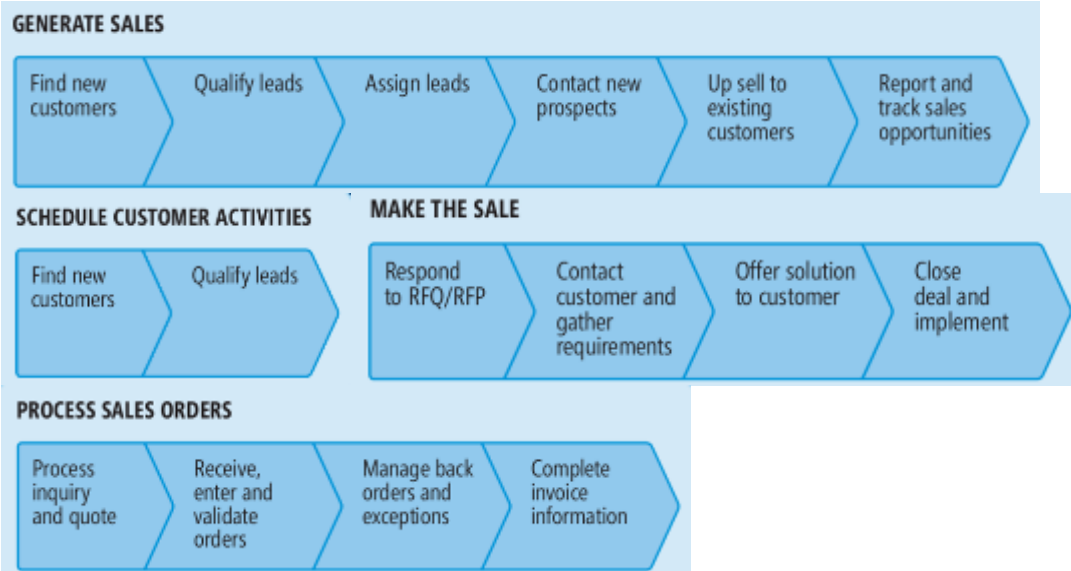 GENERATE SALES
Find new
customers
Qualify leads
Assign leads
Contact new
prospects
Up sell to
existing
customers
Report and
track sales
opportunities
SCHEDULE CUSTOMER ACTIVITIES
Find new
customers
Qualify leads
MAKE THE SALE
Respond
to RFQ/RFP
Contact
customer and
gather
requirements
Offer solution
to customer
Close
deal and
implement
PROCESS SALES ORDERS
Process
inquiry
and quote
Receive,
enter and
validate
orders
Manage back
orders and
exceptions
Complete
invoice
information